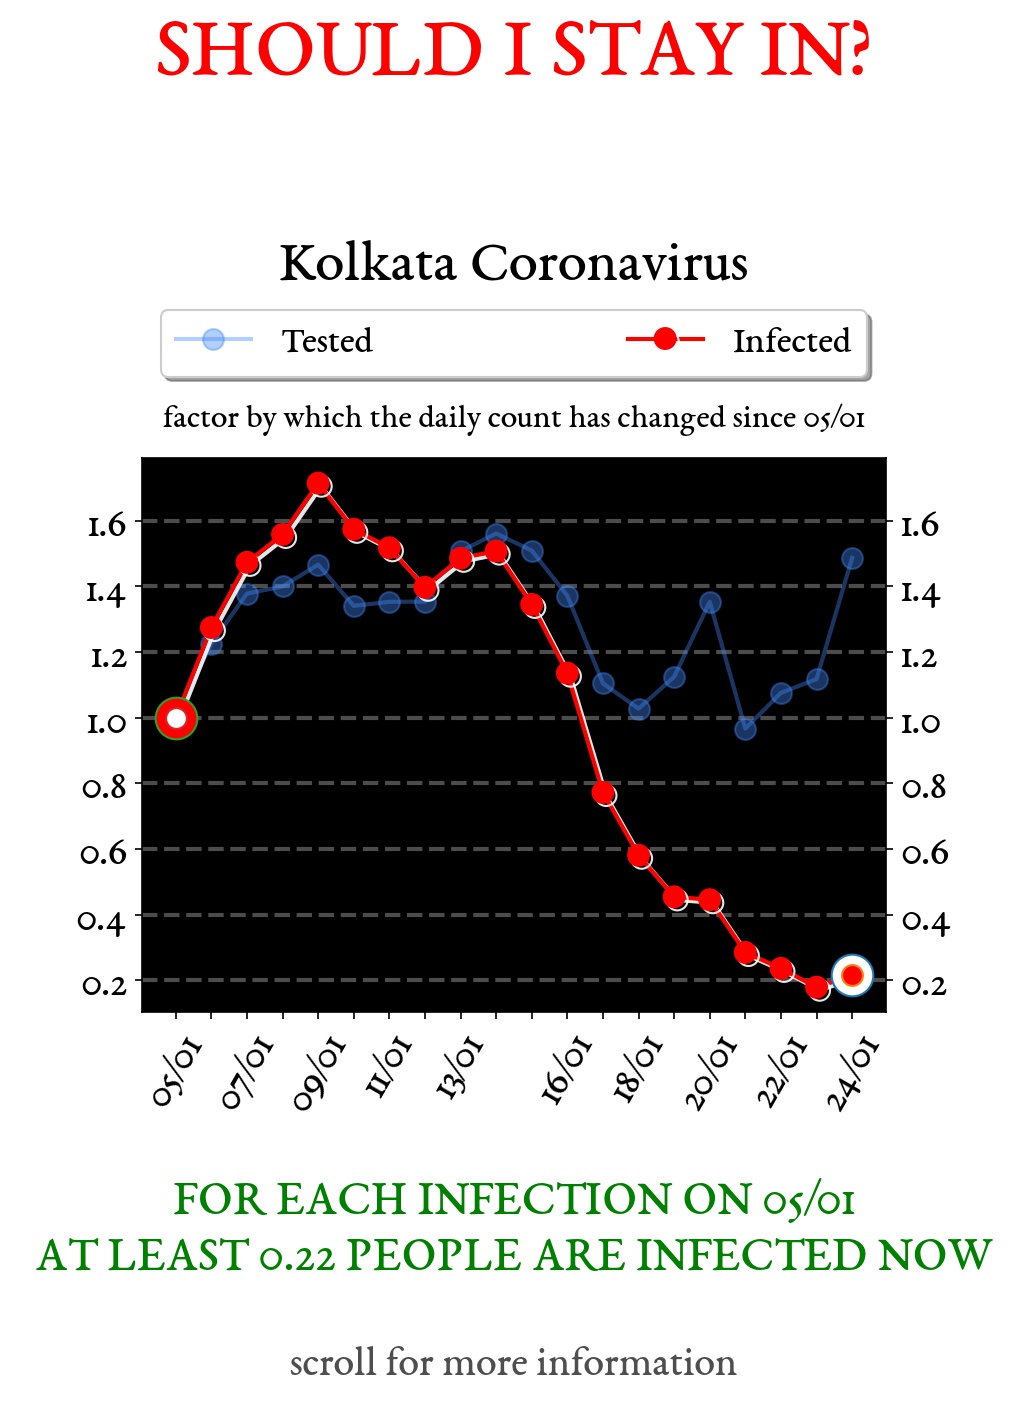 SHOULD I STAY IN?
Kolkata Coronavirus
Tested Infected
factor by which the daily count has changed since 05/01
1.6 1.6
1.4 1.4
1.2 1.2
1.0 1.0
0.8 0.8
0.6 0.6
0.4 0.4
0.2 0.2
05/01 07/01 09/01 11/01 13/01 16/01 18/01 20/01 22/01 24/01
FOR EACH INFECTION ON 05/01
AT LEAST 0.22 PEOPLE ARE INFECTED NOW
scroll for more information